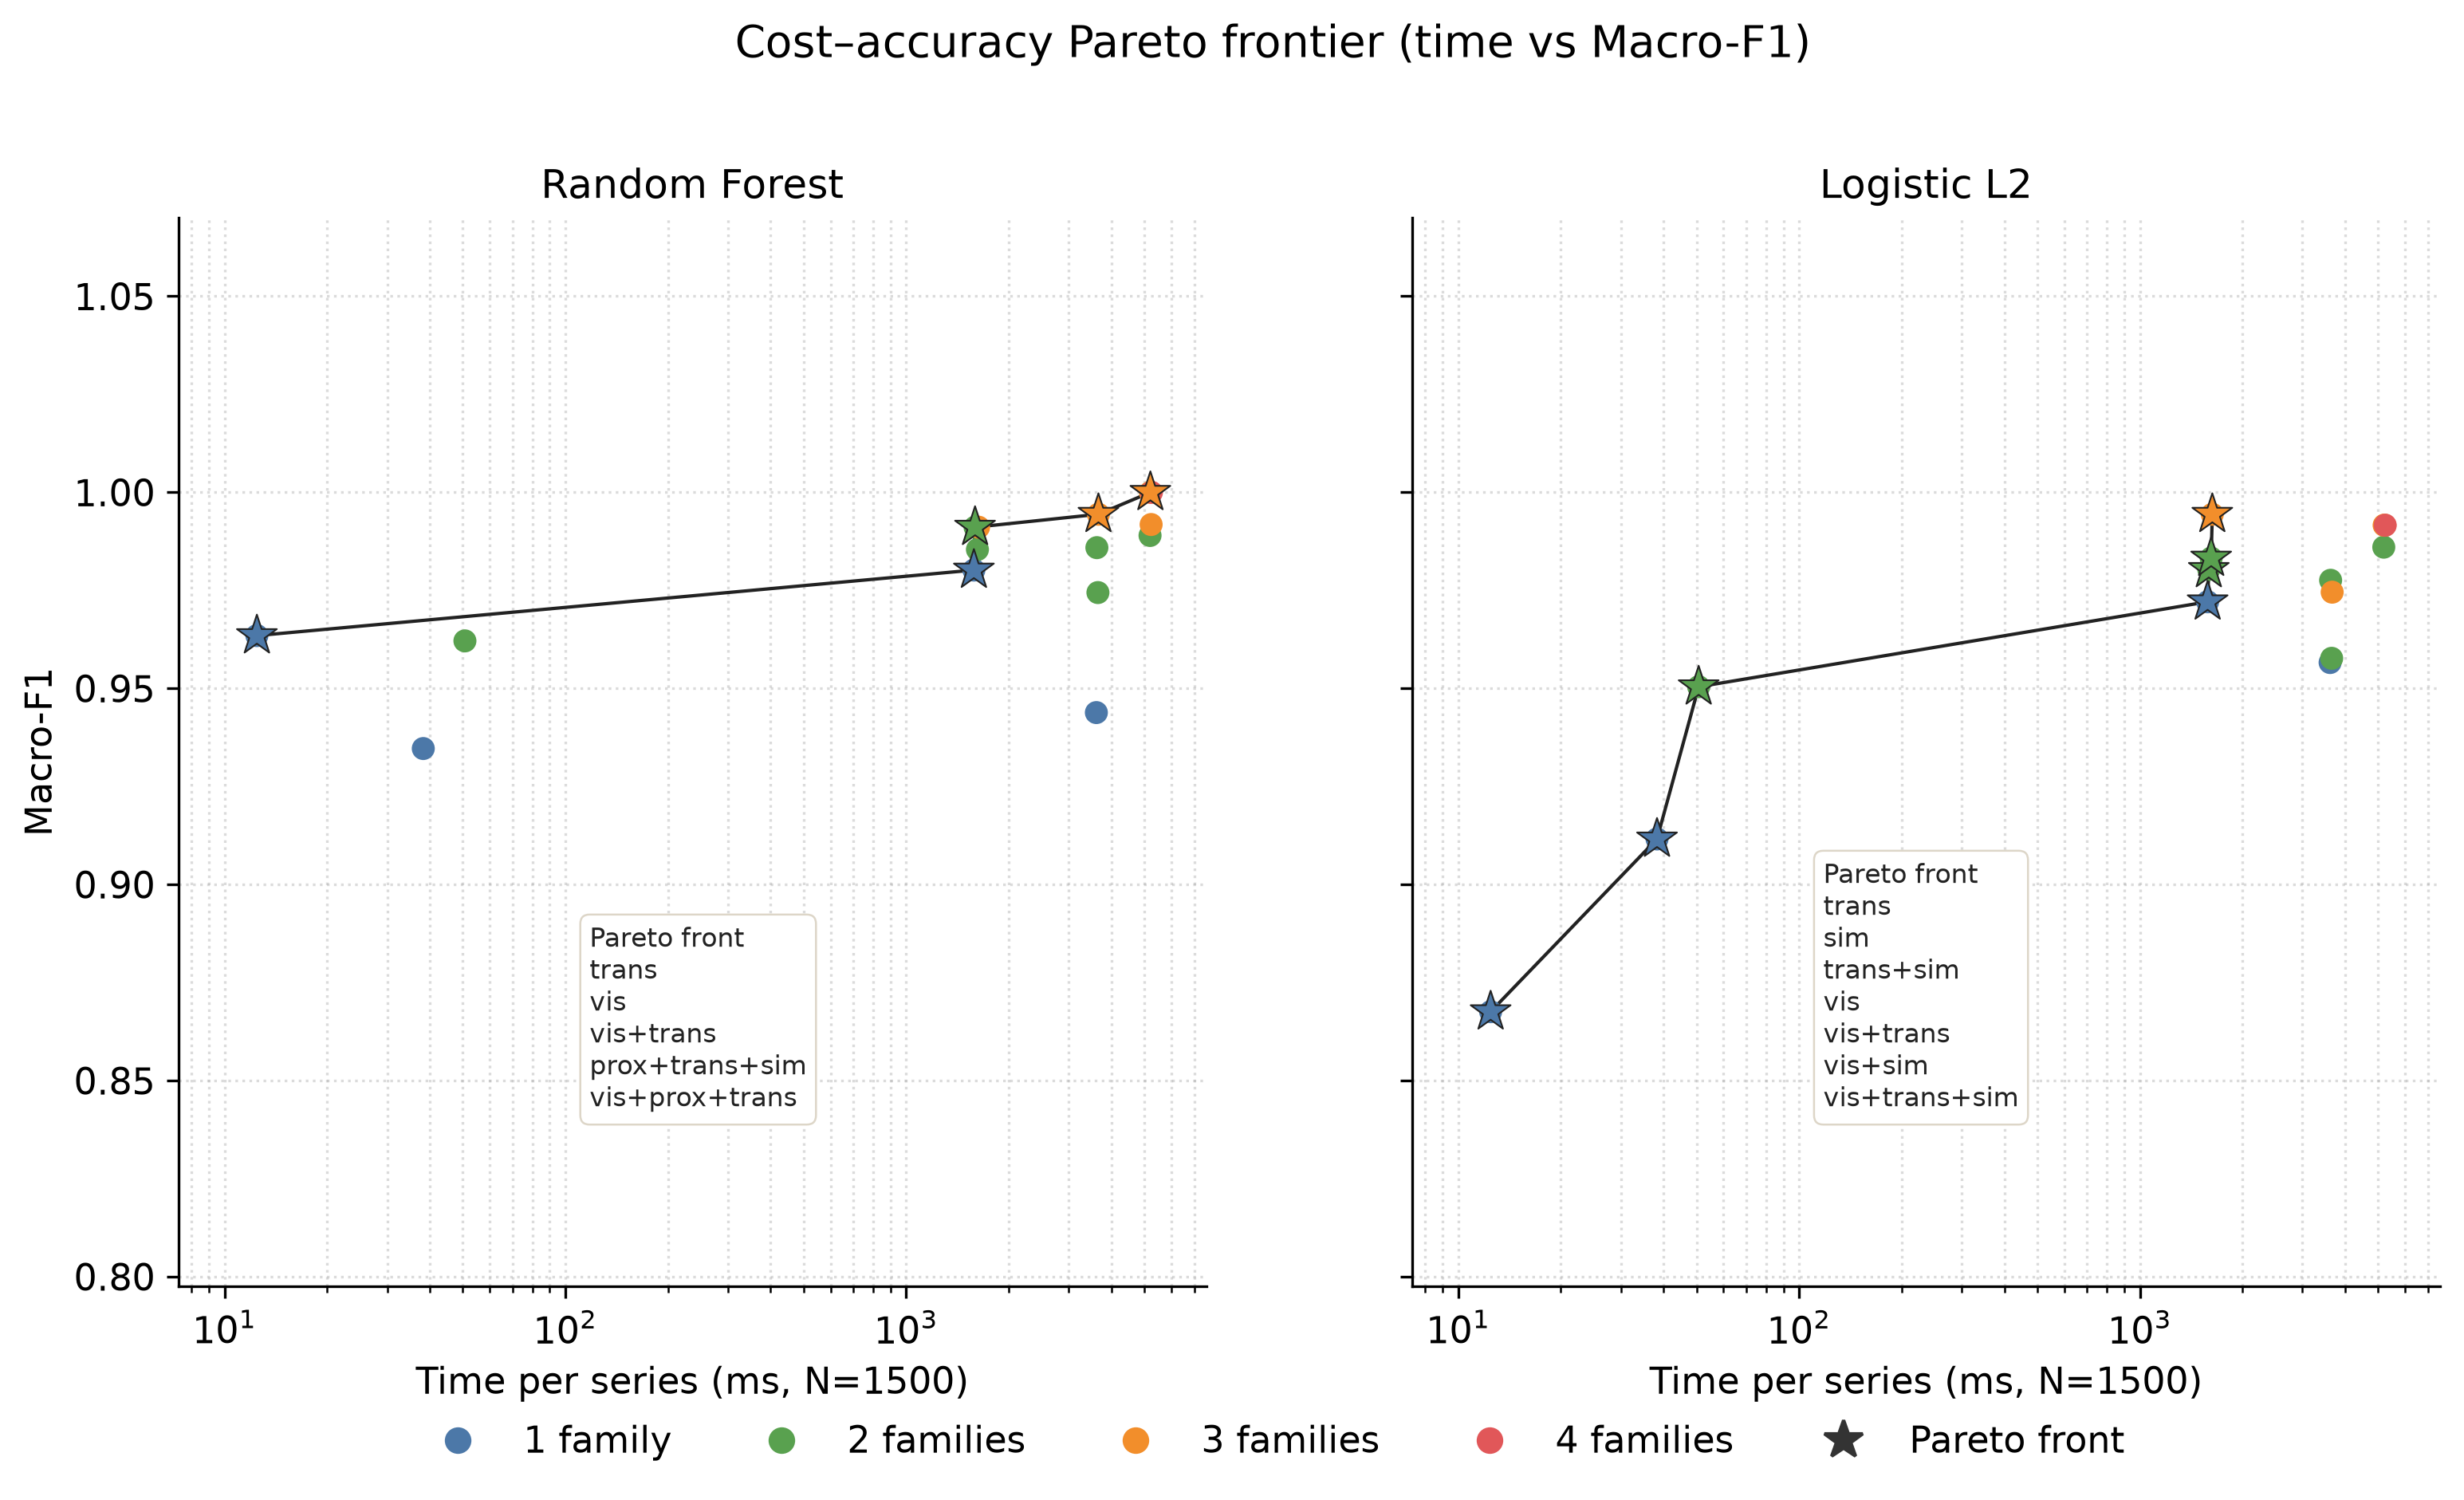 Cost–accuracy Pareto frontier (time vs Macro-F1)
Random Forest
Macro-F1
1.05
1.00
0.95
0.90
0.85
0.80
Pareto front
trans
vis
vis+trans
prox+trans+sim
vis+prox+trans
10¹
10²
10³
Time per series (ms, N=1500)
Logistic L2
Pareto front
trans
sim
trans+sim
vis
vis+trans
vis+sim
vis+trans+sim
10¹
10²
10³
Time per series (ms, N=1500)
1 family
2 families
3 families
4 families
Pareto front